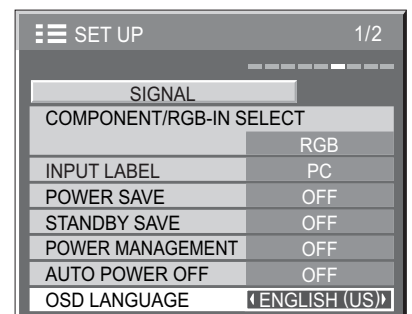 SET UP 1/2
SIGNAL
COMPONENT/RGB-IN SELECT
RGB
INPUT LABEL PC
POWER SAVE OFF
STANDBY SAVE OFF
POWER MANAGEMENT OFF
AUTO POWER OFF OFF
OSD LANGUAGE ENGLISH (US)